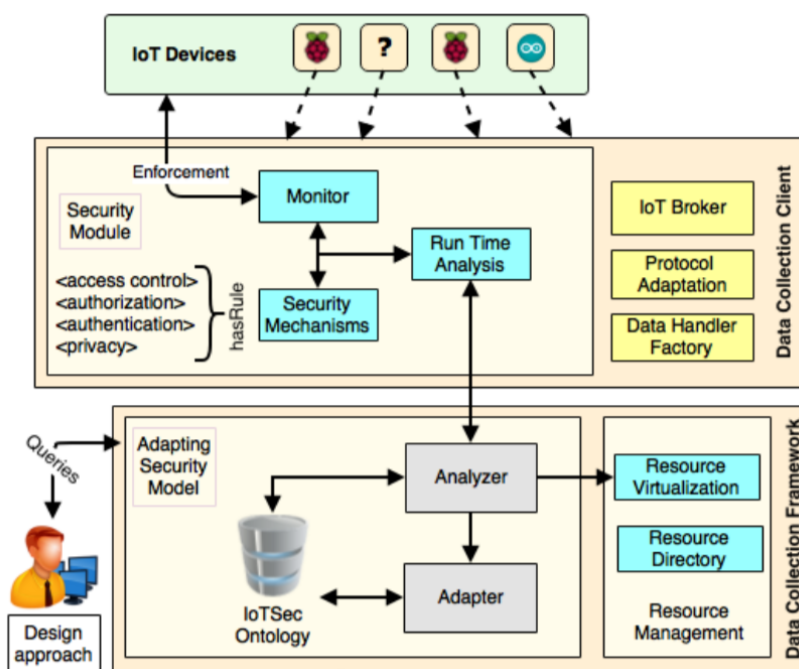 IoT Devices
?
Enforcement
Security
Module
Monitor
Run Time
Analysis
<access control>
<authorization>
<authentication>
<privacy>
hasRule
Security
Mechanisms
IoT Broker
Protocol
Adaptation
Data Handler
Factory
Data Collection Client
Queries
Design
approach
Adapting
Security
Model
Analyzer
IoTSec
Ontology
Adapter
Resource
Virtualization
Resource
Directory
Resource
Management
Data Collection Framework